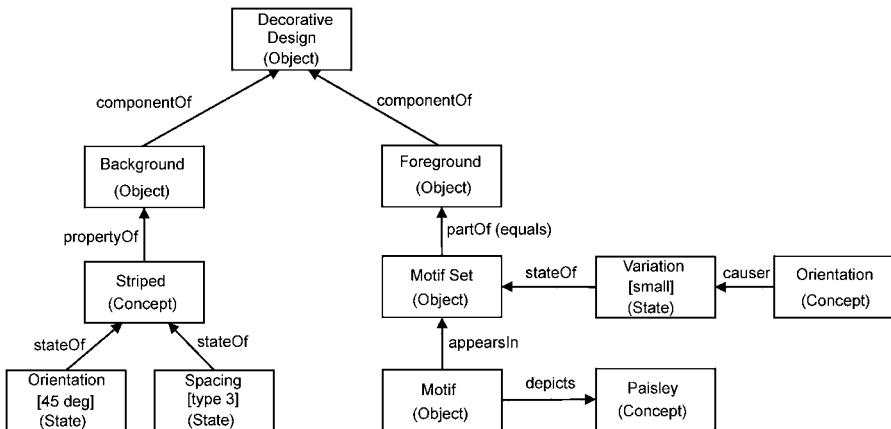 Decorative
Design
(Object)
componentOf
componentOf
Background
(Object)
Foreground
(Object)
propertyOf
partOf (equals)
Striped
(Concept)
Motif Set
(Object)
stateOf
Variation
[small]
(State)
causer
Orientation
(Concept)
stateOf
stateOf
appearsIn
Orientation
[45 deg]
(State)
Spacing
[type 3]
(State)
Motif
(Object)
depicts
Paisley
(Concept)